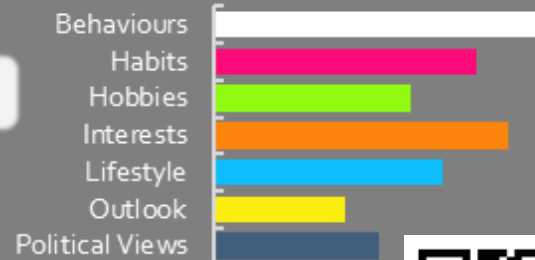 Behaviours
Habits
Hobbies
Interests
Lifestyle
Outlook
Political Views